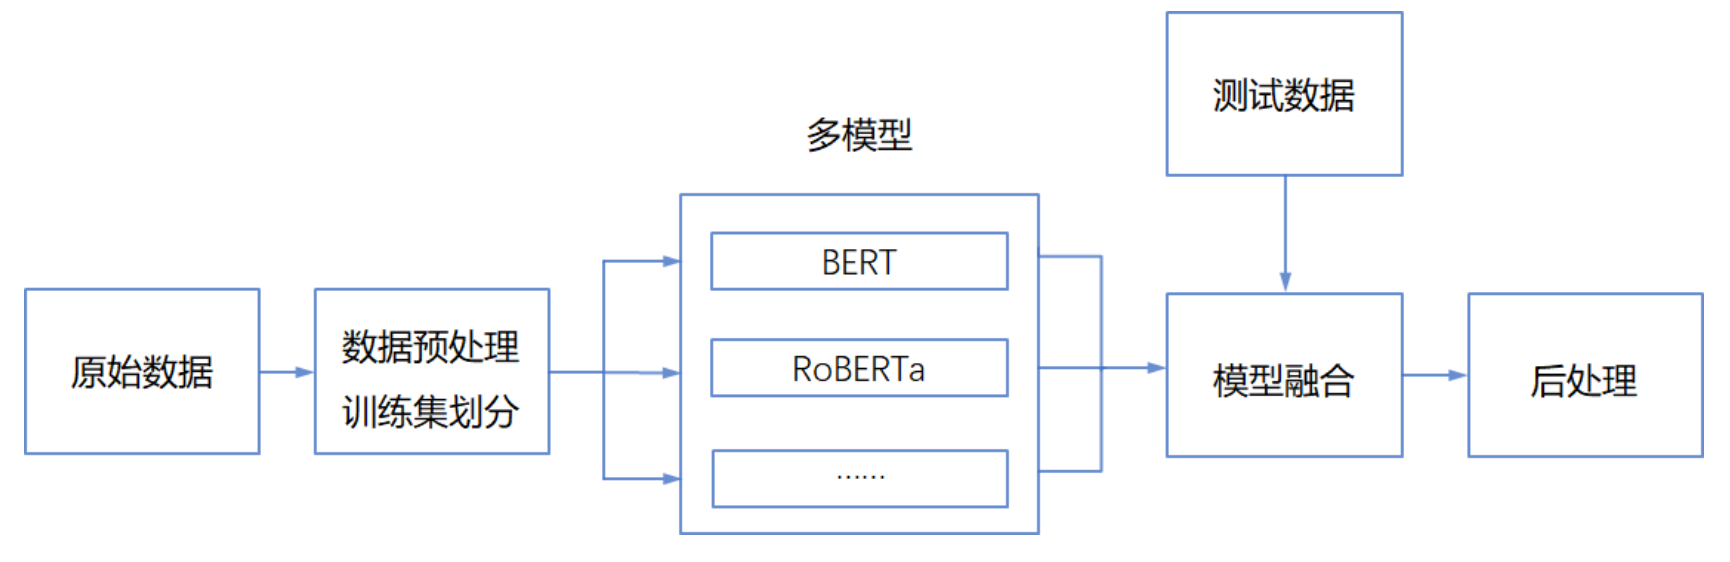 测试数据
多模型
BERT
原始数据
数据预处理
训练集划分
RoBERTa
模型融合
后处理
……